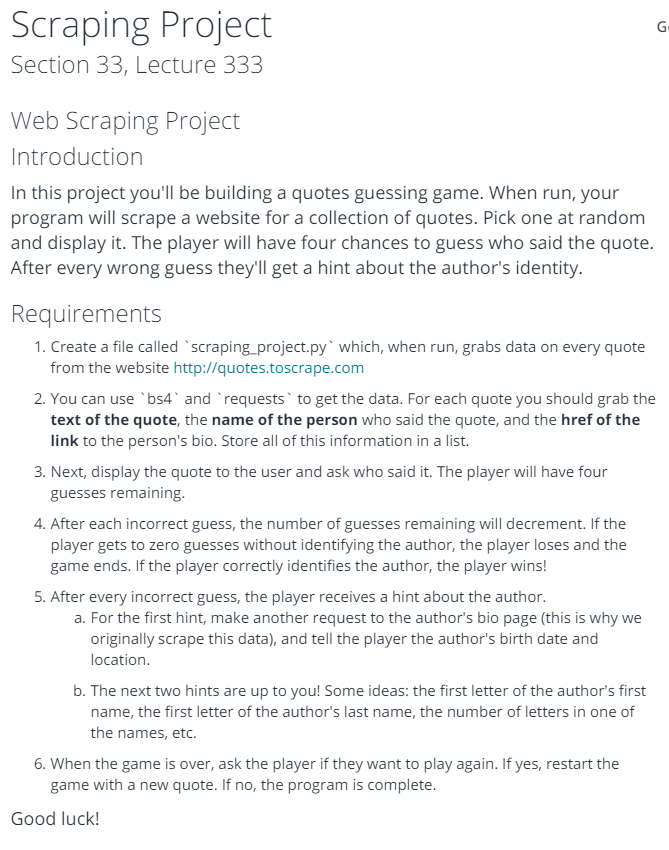 Scraping Project
Section 33, Lecture 333
Web Scraping Project
Introduction
In this project you'll be building a quotes guessing game. When run, your
program will scrape a website for a collection of quotes. Pick one at random
and display it. The player will have four chances to guess who said the quote.
After every wrong guess they'll get a hint about the author's identity.
Requirements
1. Create a file called `scraping_project.py` which, when run, grabs data on every quote
from the website http://quotes.toscrape.com
2. You can use `bs4` and `requests` to get the data. For each quote you should grab the
text of the quote, the name of the person who said the quote, and the href of the
link to the person's bio. Store all of this information in a list.
3. Next, display the quote to the user and ask who said it. The player will have four
guesses remaining.
4. After each incorrect guess, the number of guesses remaining will decrement. If the
player gets to zero guesses without identifying the author, the player loses and the
game ends. If the player correctly identifies the author, the player wins!
5. After every incorrect guess, the player receives a hint about the author.
a. For the first hint, make another request to the author's bio page (this is why we
originally scrape this data), and tell the player the author's birth date and
location.
b. The next two hints are up to you! Some ideas: the first letter of the author's first
name, the first letter of the author's last name, the number of letters in one of
the names, etc.
6. When the game is over, ask the player if they want to play again. If yes, restart the
game with a new quote. If no, the program is complete.
Good luck!